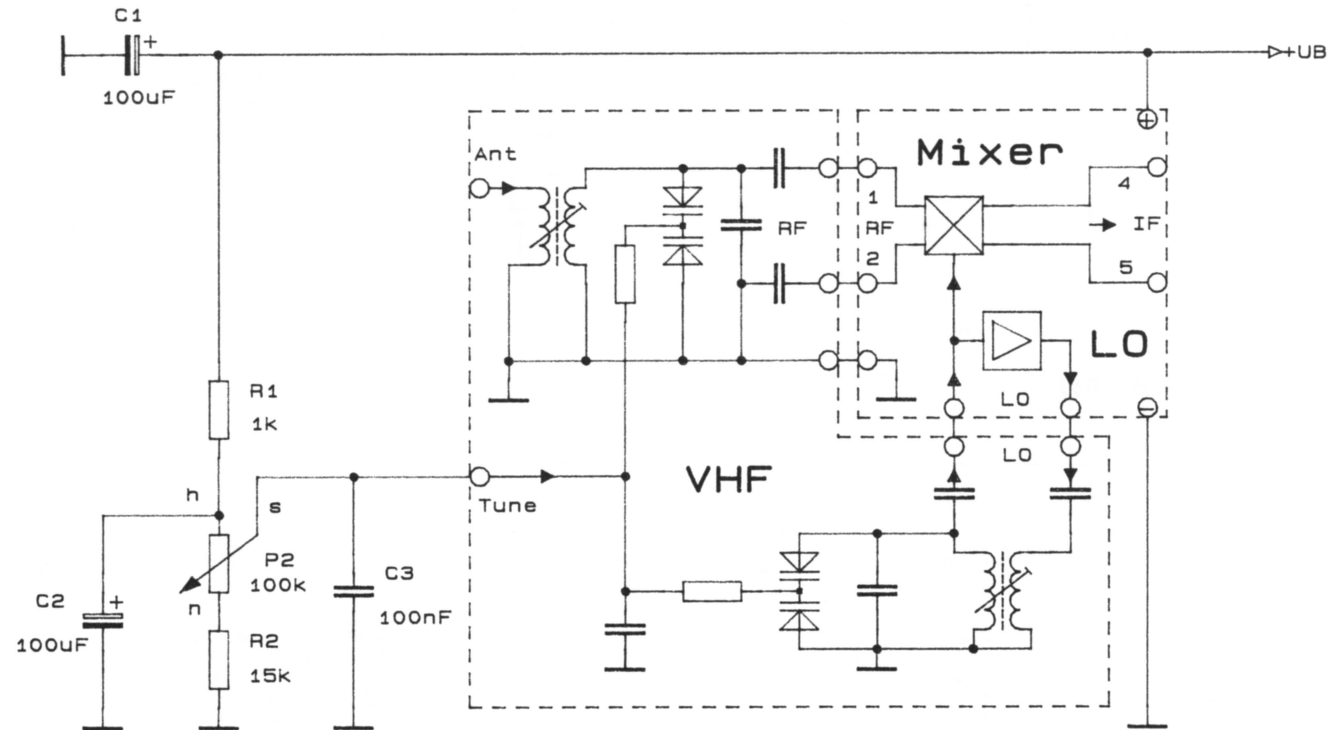 C1
+
100uF
+UB
Ant
Mixer
1
4
RF
RF
IF
2
5
LO
R1
1k
LO
LO
h
s
VHF
Tune
P2
100k
C3
100nF
C2
+
100uF
n
R2
15k